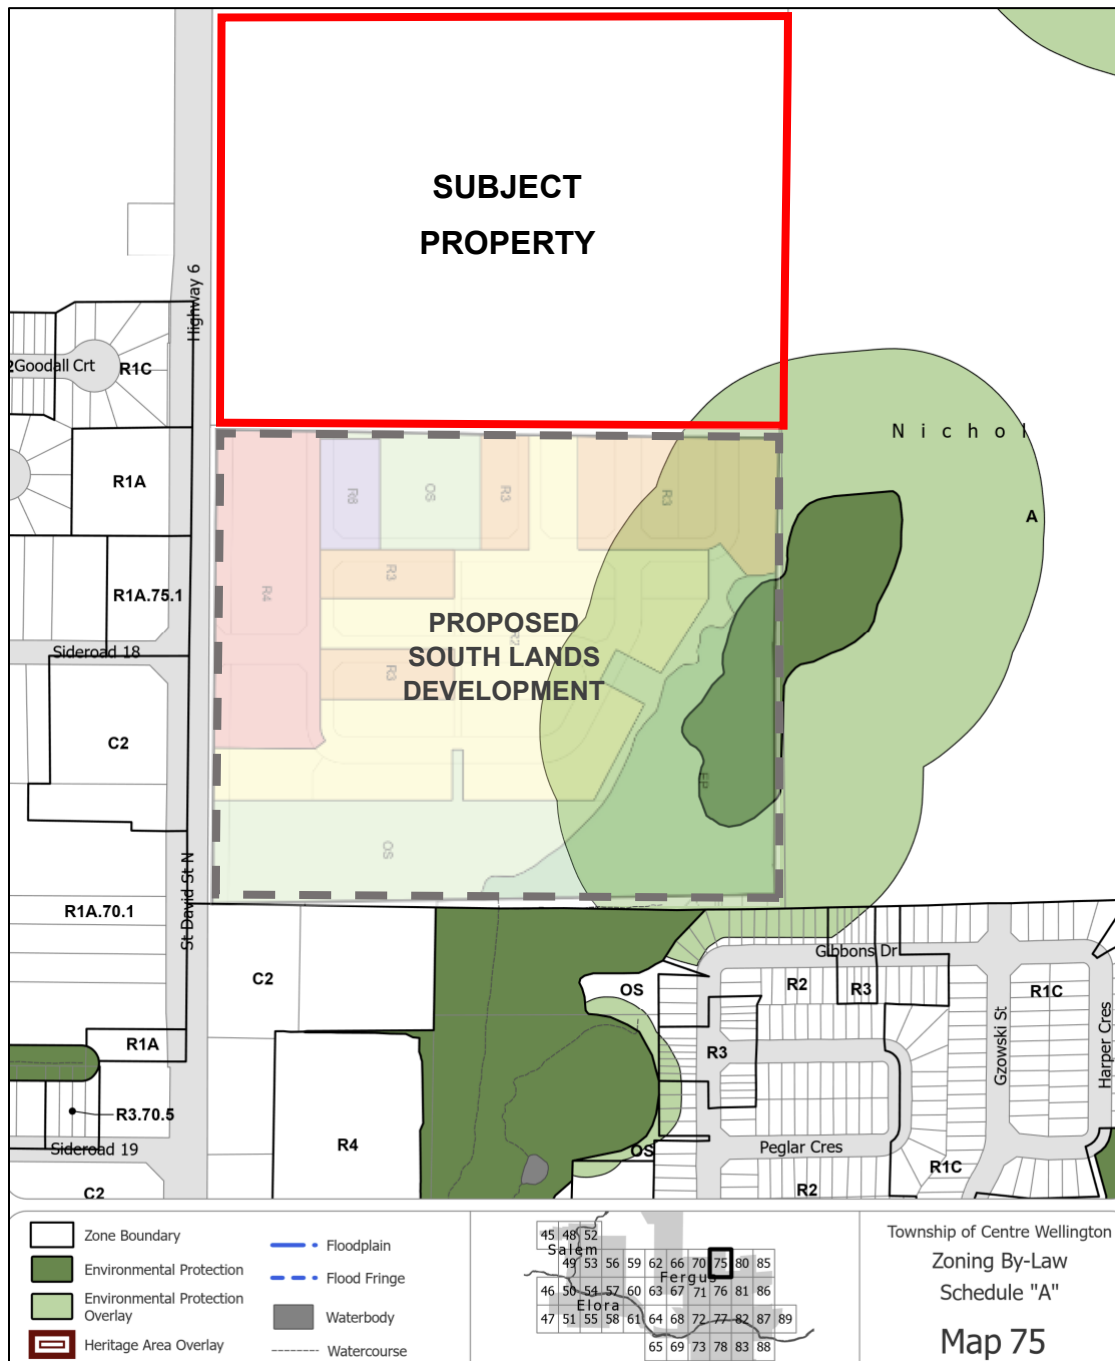 SUBJECT
PROPERTY
Highway 6
Goodall Crt
R1C
Nichol
R1A
A
R6
OS
R3
R3
R1A.75.1
R3
R4
PROPOSED
SOUTH LANDS
DEVELOPMENT
Sideroad 18
R3
C2
EP
OS
St David St N
R1A.70.1
Gibbons Dr
C2
OS
R2
R3
R1C
R1A
R3
Gzowski St
Harper Cres
R3.70.5
Sideroad 19
R4
OS
Peglar Cres
R1C
C2
R2
Zone Boundary
Environmental Protection
Environmental Protection
Overlay
Heritage Area Overlay
Floodplain
Flood Fringe
Waterbody
Watercourse
45 48 52
Salem
49 53 56 59 62 66 70 75 80 85
Fergus
46 50 54 57 60 63 67 71 76 81 86
Elora
47 51 55 58 61 64 68 72 77 82 87 89
65 69 73 78 83 88
Township of Centre Wellington
Zoning By-Law
Schedule "A"
Map 75